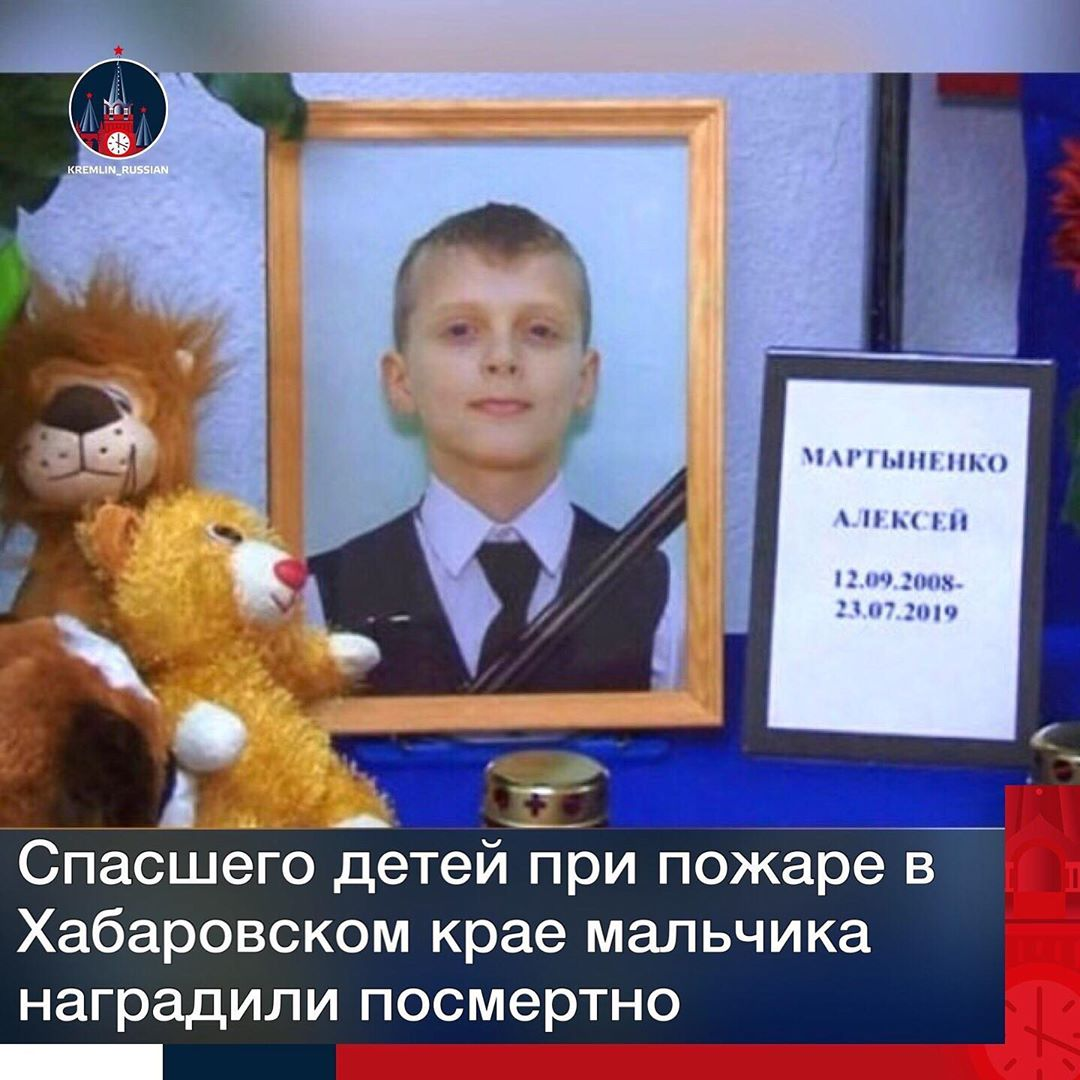 KREMLIN_RUSSIAN
МАРТЫНЕНКО
АЛЕКСЕЙ
12.09.2008-
23.07.2019
Спасшего детей при пожаре в
Хабаровском крае мальчика
наградили посмертно